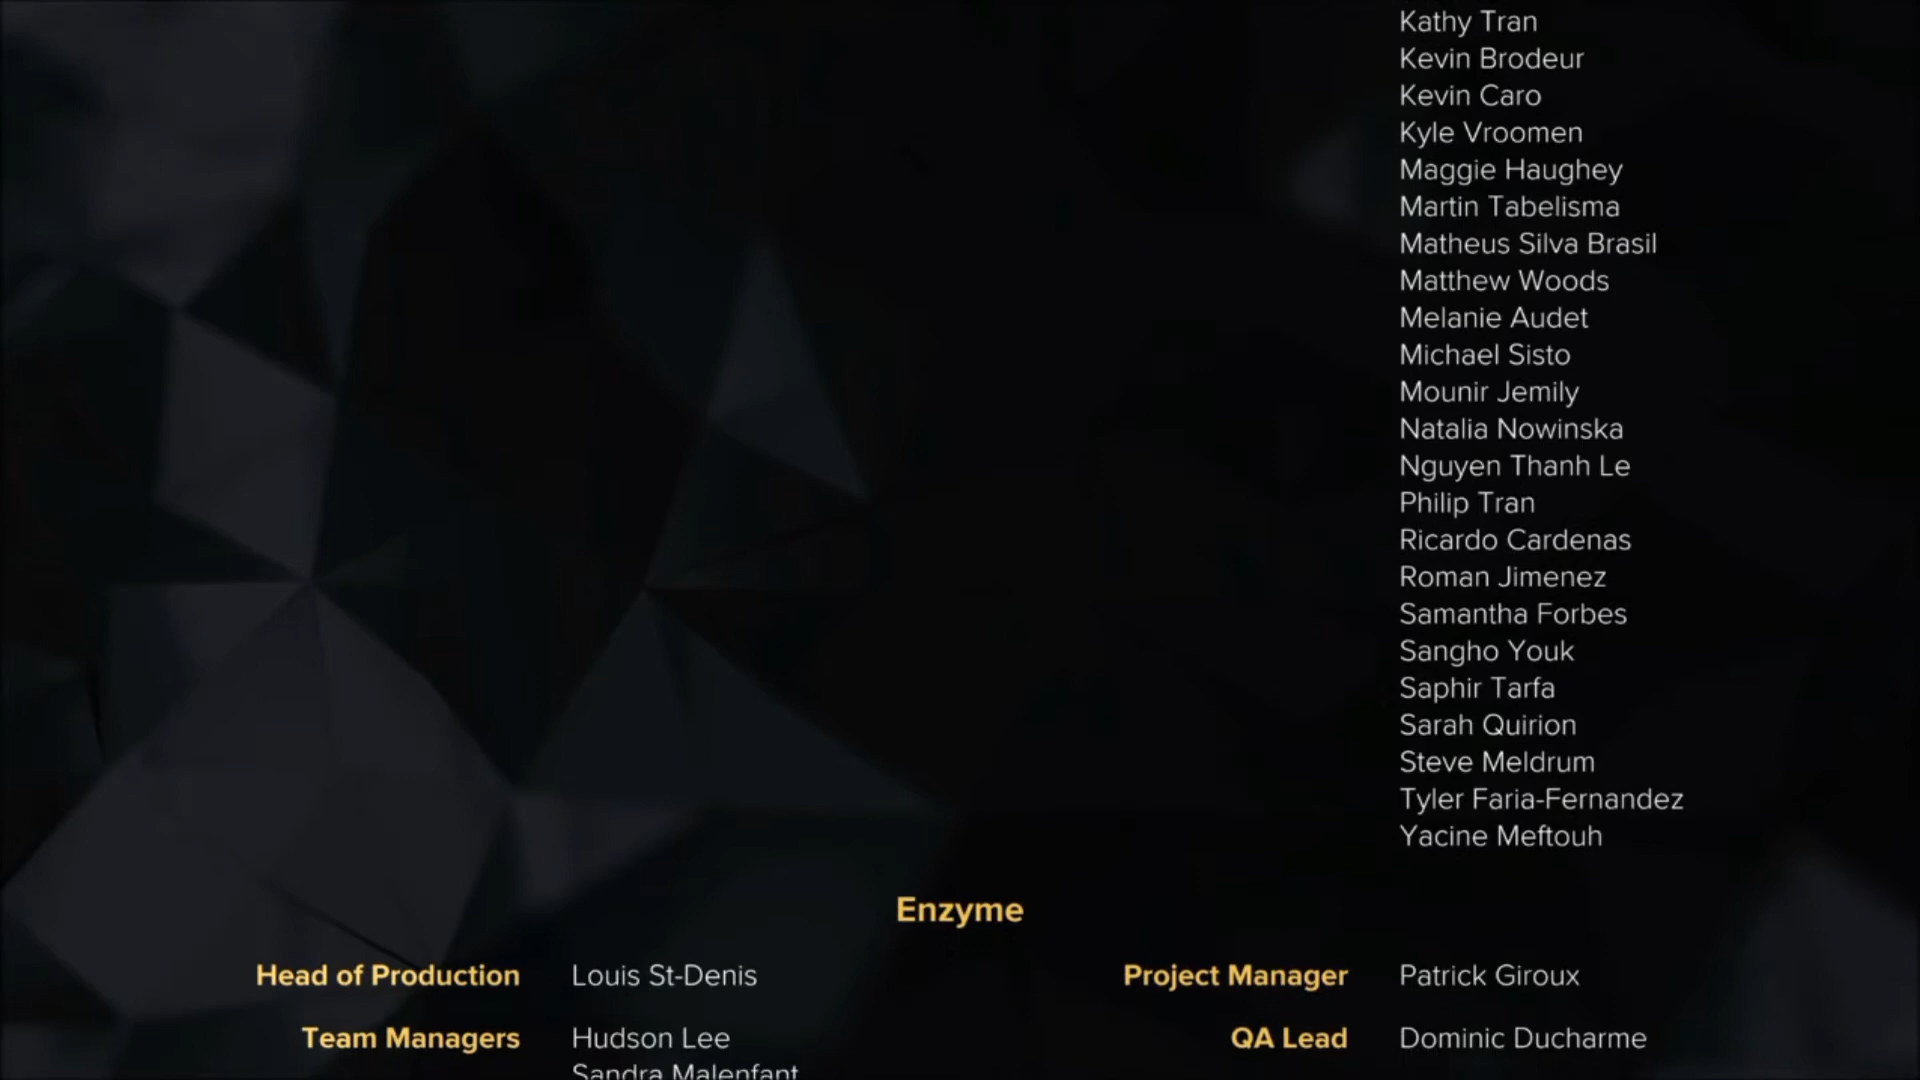 Kathy Tran
Kevin Brodeur
Kevin Caro
Kyle Vroomen
Maggie Haughey
Martin Tabelisma
Matheus Silva Brasil
Matthew Woods
Melanie Audet
Michael Sisto
Mounir Jemily
Natalia Nowinska
Nguyen Thanh Le
Philip Tran
Ricardo Cardenas
Roman Jimenez
Samantha Forbes
Sangho Youk
Saphir Tarfa
Sarah Quirion
Steve Meldrum
Tyler Faria-Fernandez
Yacine Meftouh
Enzyme
Head of Production Louis St-Denis Project Manager Patrick Giroux
Team Managers Hudson Lee QA Lead Dominic Ducharme
Sandra Malenfant